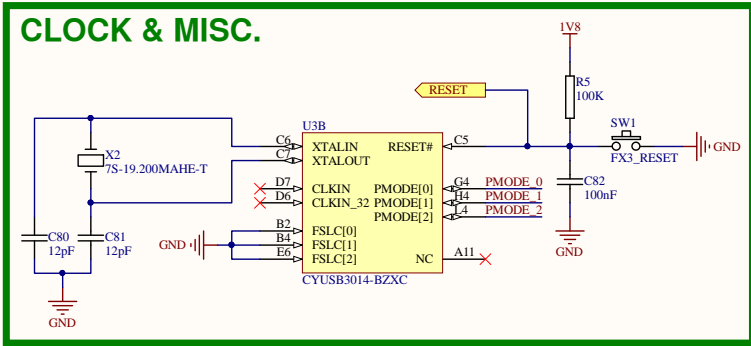 CLOCK & MISC.
1V8
R5
100K
RESET
SW1
FX3_RESET
GND
U3B
C6
XTALIN
RESET#
C5
C7
XTALOUT
X2
7S-19.200MAHE-T
D7
CLKIN
PMODE[0]
G4
PMODE_0
D6
CLKIN_32
PMODE[1]
H4
PMODE_1
PMODE[2]
L4
PMODE_2
C82
100nF
B2
FSLC[0]
B4
FSLC[1]
E6
FSLC[2]
NC
A11
GND
C80
12pF
C81
12pF
CYUSB3014-BZXC
GND
GND